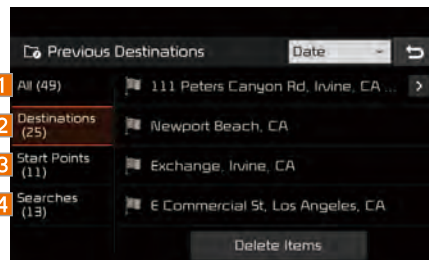 Previous Destinations Date
1 All (49) 111 Peters Canyon Rd, Irvine, CA ...
2 Destinations (25) Newport Beach, CA
3 Start Points (11) Exchange, Irvine, CA
4 Searches (13) E Commercial St, Los Angeles, CA
Delete Items